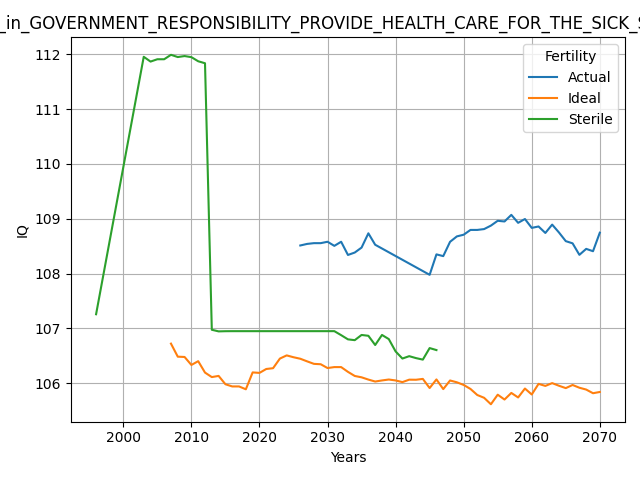 _in_GOVERNMENT_RESPONSIBILITY_PROVIDE_HEALTH_CARE_FOR_THE_SICK_
112
111
110
109
108
107
106
IQ
Fertility
Actual
Ideal
Sterile
2000 2010 2020 2030 2040 2050 2060 2070
Years